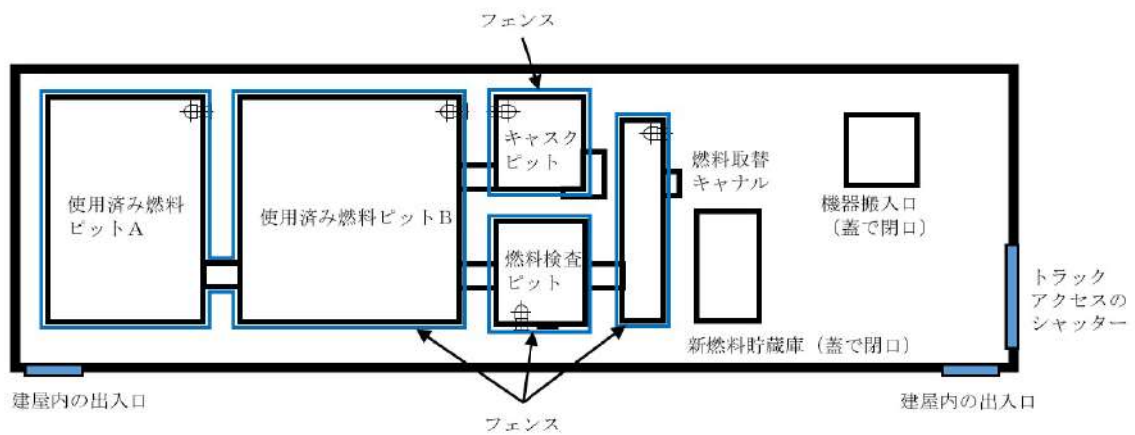 フェンス
使用済み燃料
ピットA
使用済み燃料ピットB
キャスク
ピット
燃料検査
ピット
燃料取替
キャナル
新燃料貯蔵庫（蓋で閉口）
機器搬入口
（蓋で閉口）
トラック
アクセスの
シャッター
建屋内の出入口
フェンス
建屋内の出入口